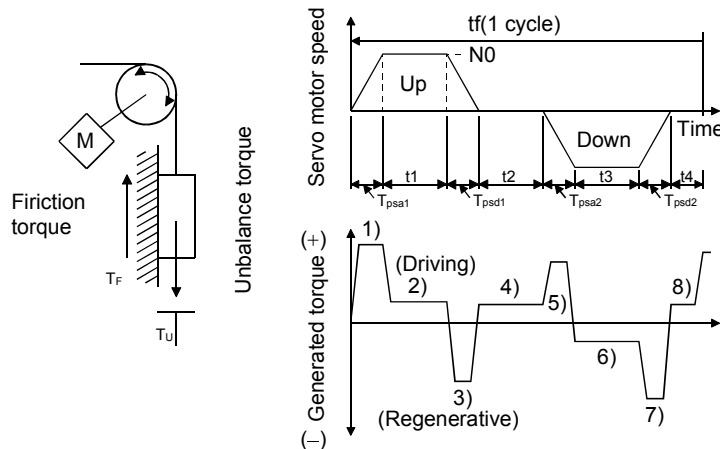 M
Firiction
torque
TF
TU
Unbalance torque
Servo motor speed
tf(1 cycle)
N0
Up
Down
Time
t1
t2
t3
t4
Tpsa1
Tpsd1
Tpsa2
Tpsd2
Generated torque
(+)
(−)
1)
(Driving)
2)
3)
(Regenerative)
4)
5)
6)
7)
8)